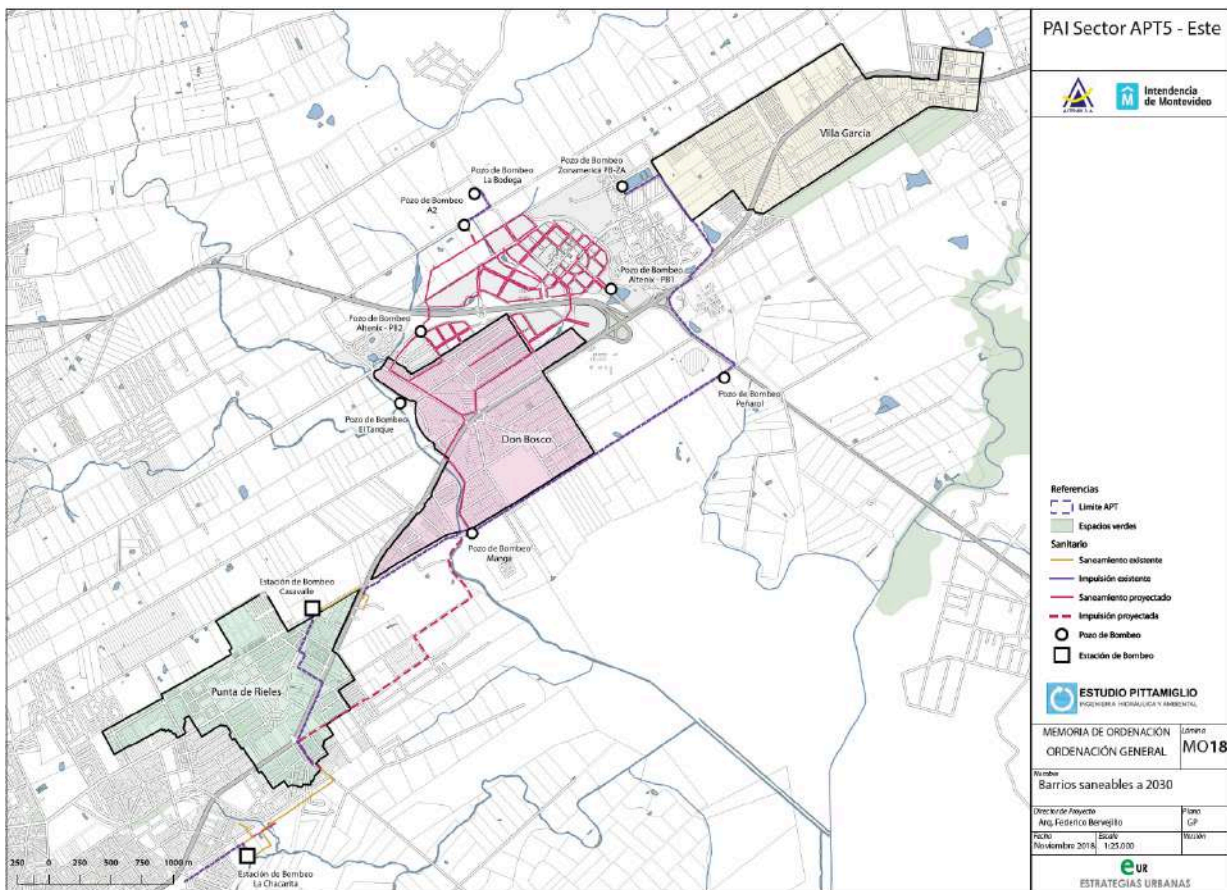 PAI Sector APT5 - Este
Intendencia
de Montevideo
Villa García
Pozo de Bombeo
Zonamerica PB-ZA
Pozo de Bombeo
La Bodega
Pozo de Bombeo
A2
Pozo de Bombeo
Altenix - PB1
Pozo de Bombeo
Altenix - PB2
Pozo de Bombeo
El Tanque
Pozo de Bombeo
Peñarol
Don Bosco
Pozo de Bombeo
Manga
Estación de Bombeo
Casavalle
Punta de Rieles
Estación de Bombeo
La Chacarita
250 0 250 500 750 1000 m
Referencias
Límite APT
Espacios verdes
Sanitario
Saneamiento existente
Impulsión existente
Saneamiento proyectado
Impulsión proyectada
Pozo de Bombeo
Estación de Bombeo
ESTUDIO PITTAMIGLIO
INGENIERÍA HIDRÁULICA Y AMBIENTAL
MEMORIA DE ORDENACIÓN
ORDENACIÓN GENERAL
Lámina
MO18
Nombre
Barrios saneables a 2030
Director de Proyecto
Arq. Federico Bervejillo
Plano
GP
Fecha
Noviembre 2018
Escala
1:25.000
Versión
eUR
ESTRATEGIAS URBANAS